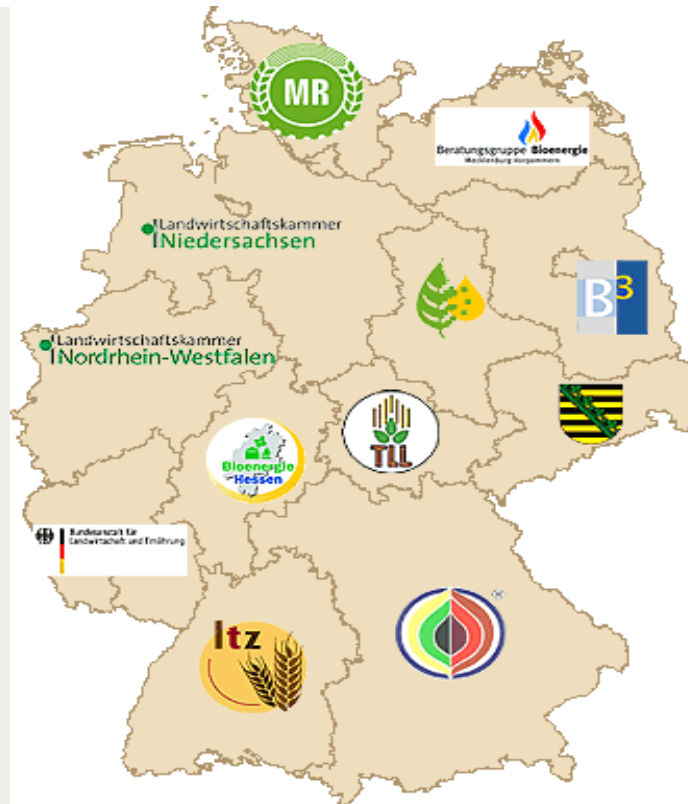 MR
Beratungsgruppe Bioenergie
Mecklenburg-Vorpommern
Landwirtschaftskammer
Niedersachsen
B3
Landwirtschaftskammer
Nordrhein-Westfalen
TLL
Bioenergie
Hessen
Bundesanstalt für
Landwirtschaft und Ernährung
ltz
®